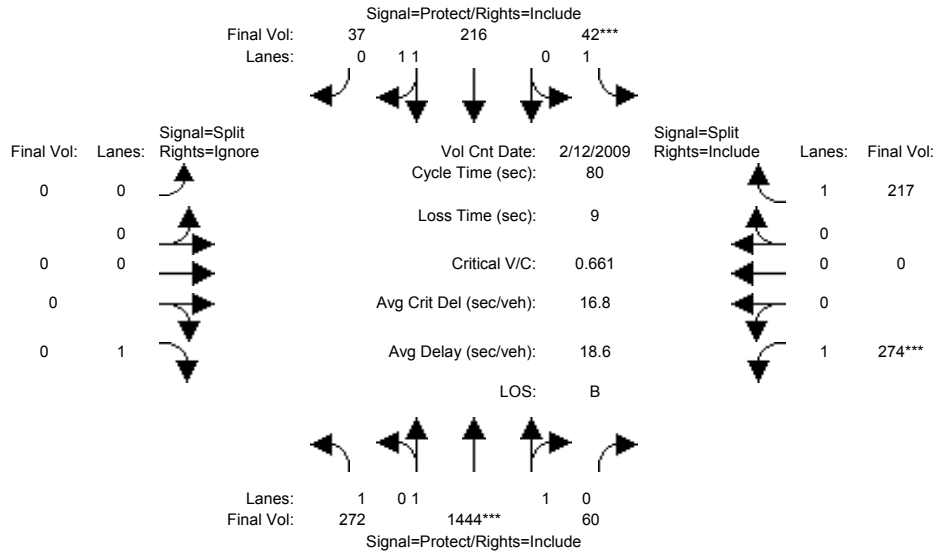 Signal=Protect/Rights=Include
Final Vol: 37 216 42***
Lanes: 0 1 1 0 1
Signal=Split Signal=Split
Final Vol: Lanes: Rights=Ignore Vol Cnt Date: 2/12/2009 Rights=Include Lanes: Final Vol:
0 0 Cycle Time (sec): 80 1 217
0 Loss Time (sec): 9 0
0 0 Critical V/C: 0.661 0 0
0 Avg Crit Del (sec/veh): 16.8 0
0 1 Avg Delay (sec/veh): 18.6 1 274***
LOS: B
Lanes: 1 0 1 1 0
Final Vol: 272 1444*** 60
Signal=Protect/Rights=Include